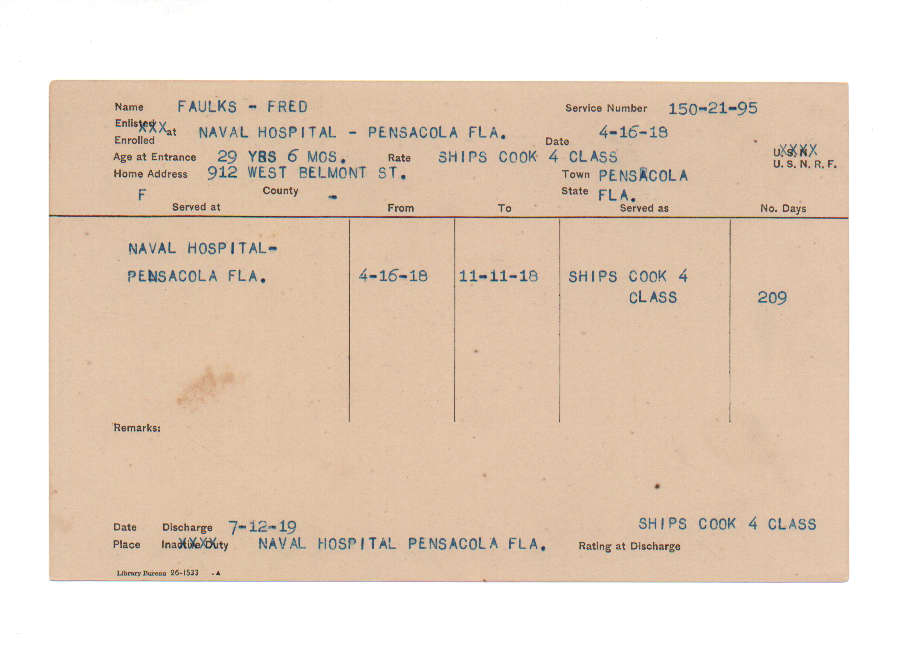 Name FAULKS - FRED Service Number 150-21-95
Enlisted
XXX at NAVAL HOSPITAL - PENSACOLA FLA. Date 4-16-18
Enrolled
Age at Entrance 29 YRS 6 MOS. Rate SHIPS COOK 4 CLASS U.S.N. XXXX
U. S. N. R. F.
Home Address 912 WEST BELMONT ST. Town PENSACOLA
F County - State FLA.
Served at From To Served as No. Days
NAVAL HOSPITAL-
PENSACOLA FLA. 4-16-18 11-11-18 SHIPS COOK 4
CLASS 209
Remarks:
Date Discharge 7-12-19 SHIPS COOK 4 CLASS
Place Inactive Duty XXXX NAVAL HOSPITAL PENSACOLA FLA. Rating at Discharge
Library Bureau 26-1533 -A